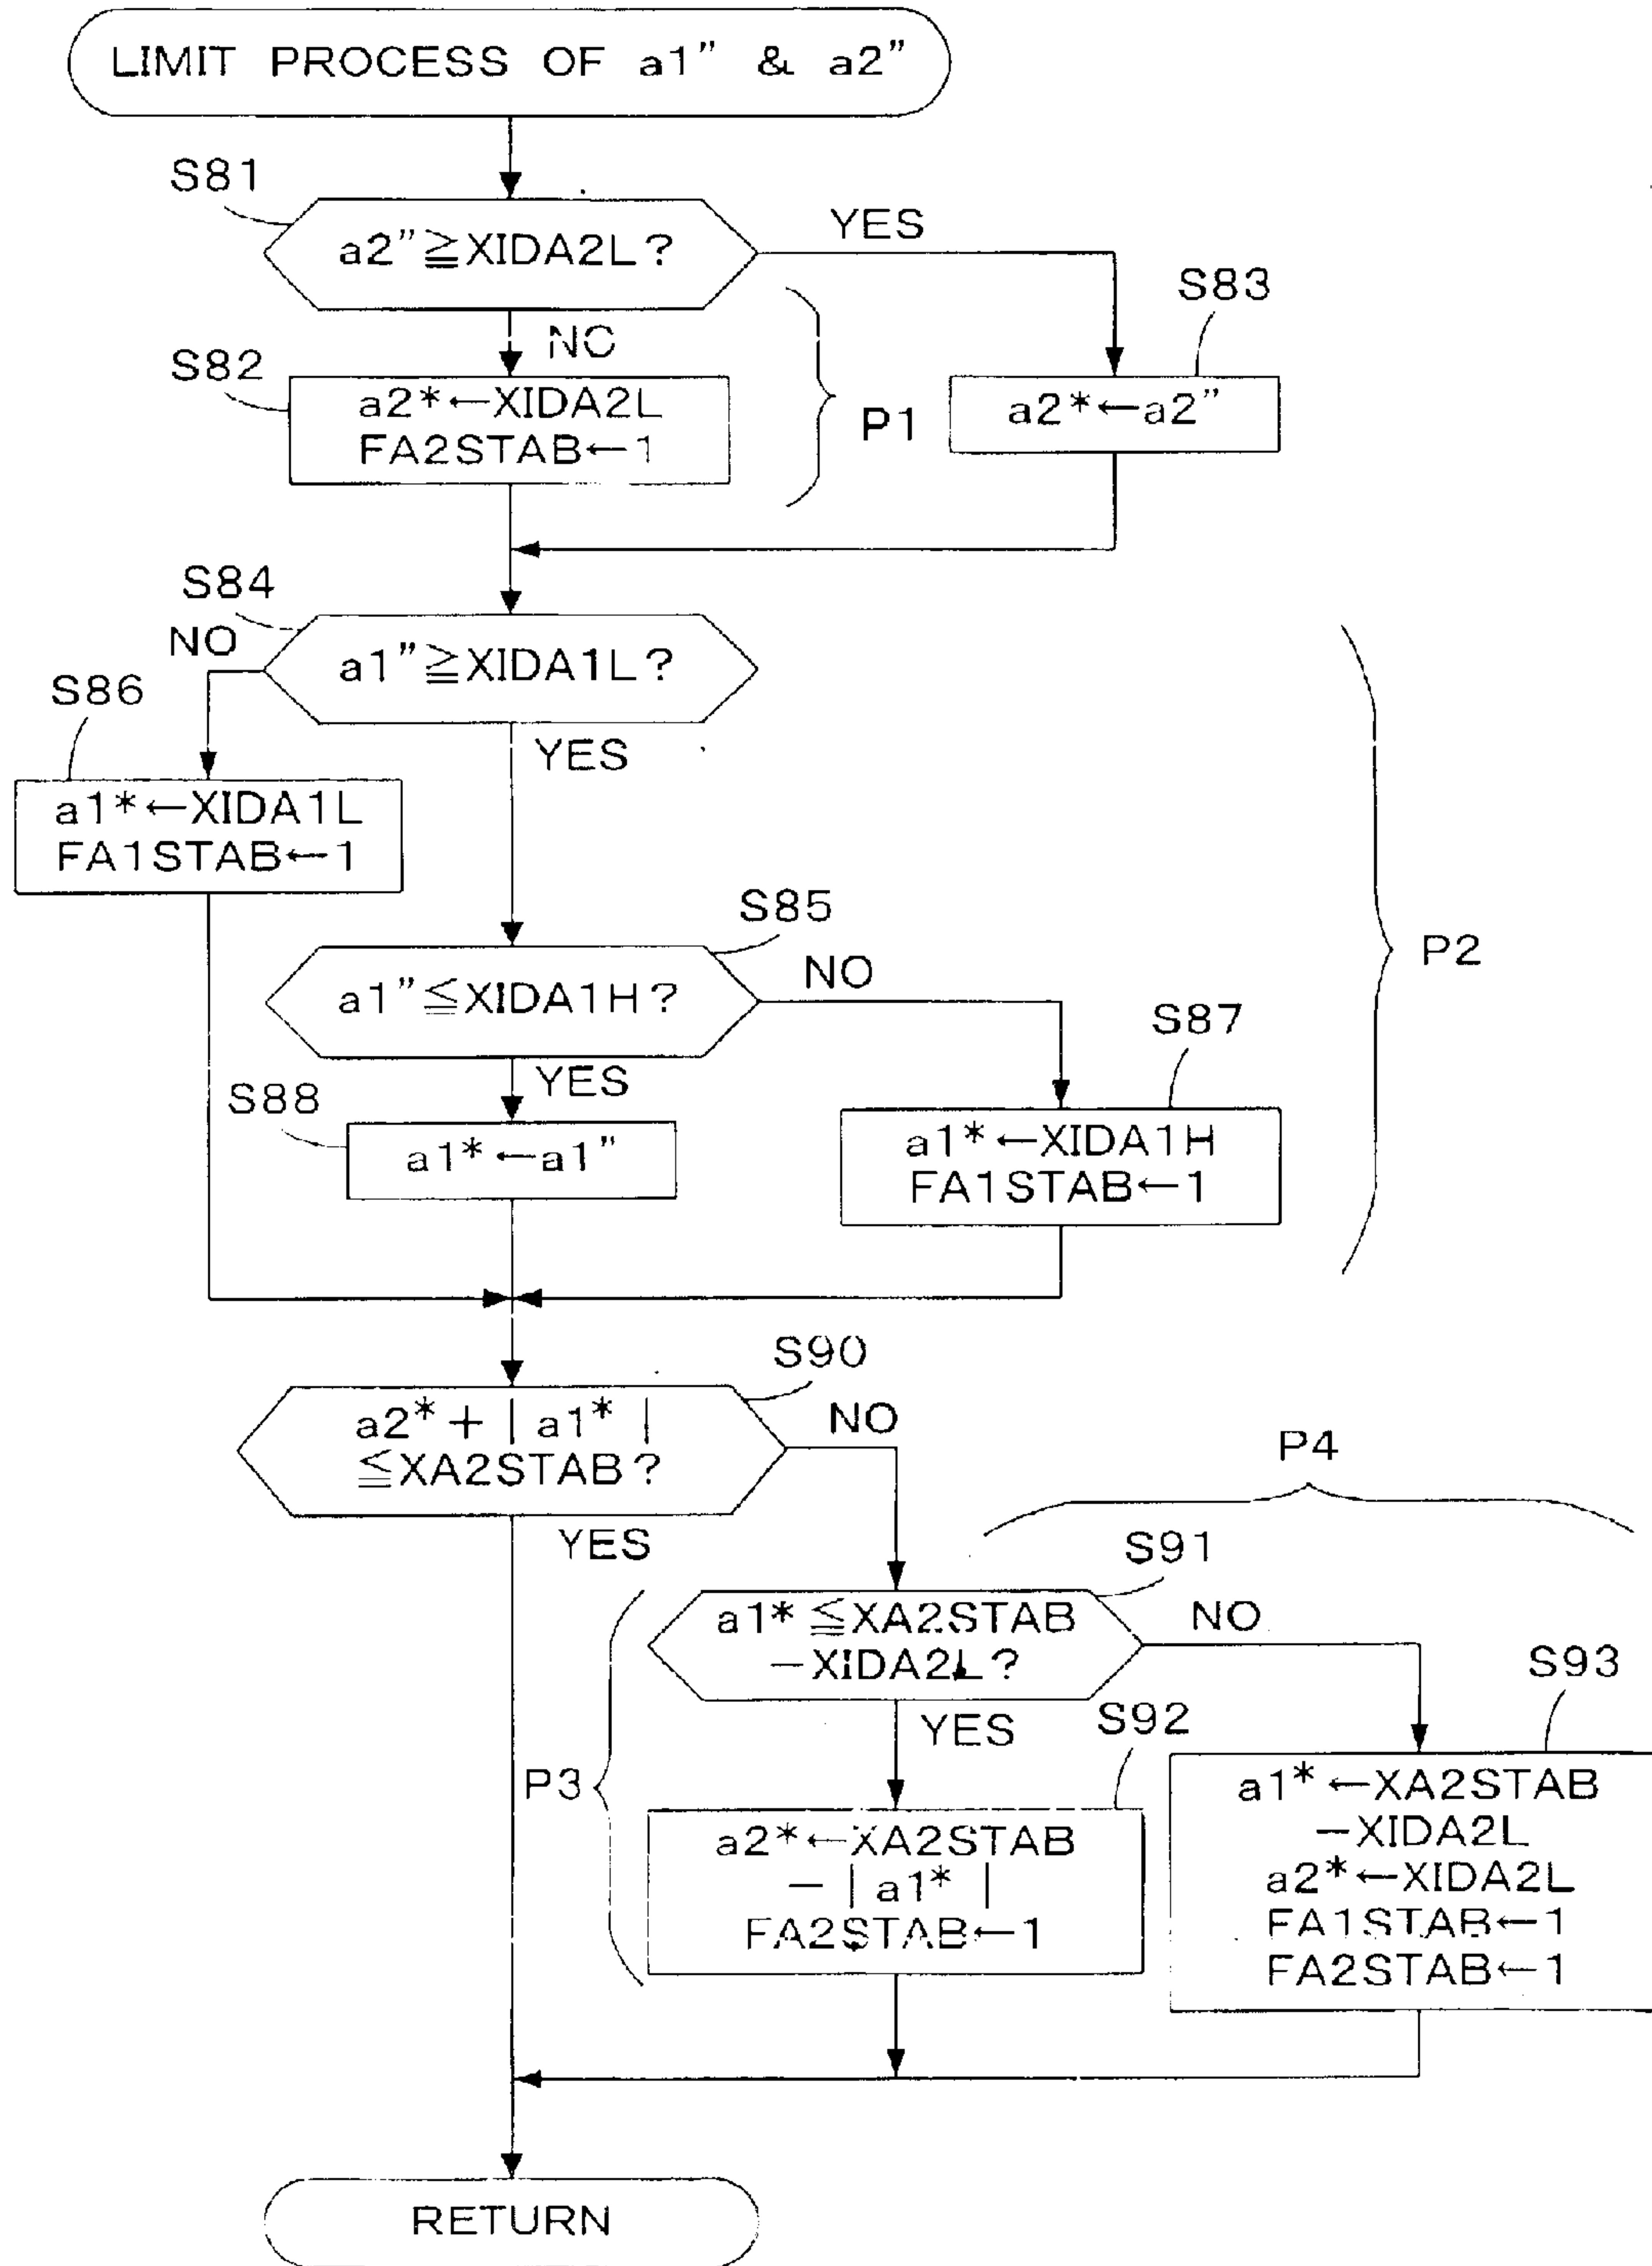 LIMIT PROCESS OF a1" & a2"
S81
a2"≧XIDA2L?
YES
NO
S82
a2*←XIDA2L
FA2STAB←1
P1
S83
a2*←a2"
S84
NO
a1"≧XIDA1L?
YES
S86
a1*←XIDA1L
FA1STAB←1
S85
a1"≦XIDA1H?
NO
YES
P2
S87
a1*←XIDA1H
FA1STAB←1
S88
a1*←a1"
S90
a2*+|a1*|
≦XA2STAB?
NO
YES
P4
S91
a1*≦XA2STAB
−XIDA2L?
NO
YES
P3
S92
a2*←XA2STAB
−|a1*|
FA2STAB←1
S93
a1*←XA2STAB
−XIDA2L
a2*←XIDA2L
FA1STAB←1
FA2STAB←1
RETURN